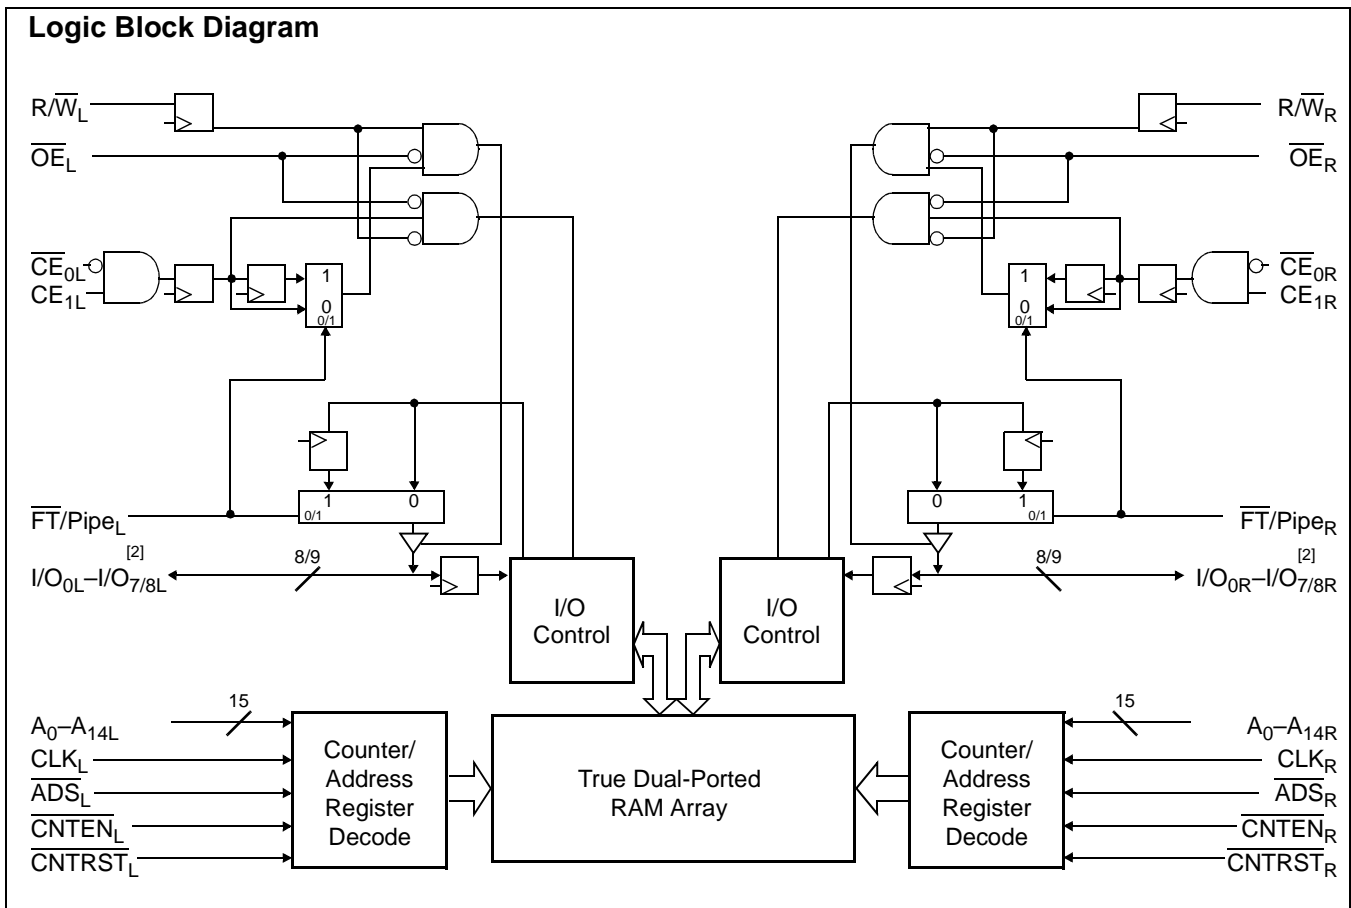 Logic Block Diagram
R/W̅L
R/W̅R
O̅E̅L
O̅E̅R
C̅E̅0L
CE1L
1
0
0/1
1
0
0/1
C̅E̅0R
CE1R
F̅T̅/PipeL
1
0
0/1
0
1
0/1
F̅T̅/PipeR
I/O0L–I/O7/8L[2]
8/9
8/9
I/O0R–I/O7/8R[2]
I/O
Control
I/O
Control
A0–A14L
15
15
A0–A14R
CLKL
CLKR
A̅D̅S̅L
A̅D̅S̅R
C̅N̅T̅E̅N̅L
C̅N̅T̅E̅N̅R
C̅N̅T̅R̅S̅T̅L
C̅N̅T̅R̅S̅T̅R
Counter/
Address
Register
Decode
True Dual-Ported
RAM Array
Counter/
Address
Register
Decode